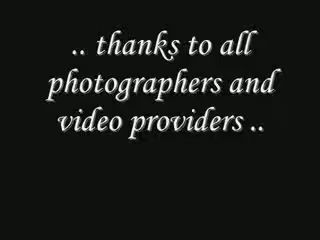 .. thanks to all
photographers and
video providers ..